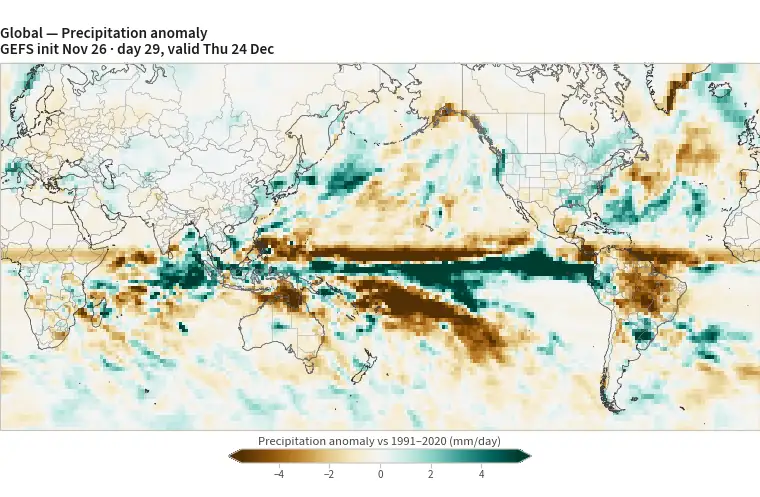 Global — Precipitation anomaly
GEFS init Nov 26 · day 29, valid Thu 24 Dec
Precipitation anomaly vs 1991–2020 (mm/day)
−4 −2 0 2 4